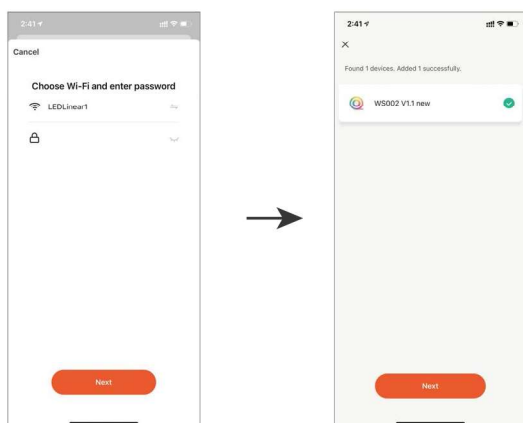 2:41
Cancel
Choose Wi-Fi and enter password
LEDLinear1
Next
2:41
Found 1 devices, Added 1 successfully.
WS002 V1.1 new
Next